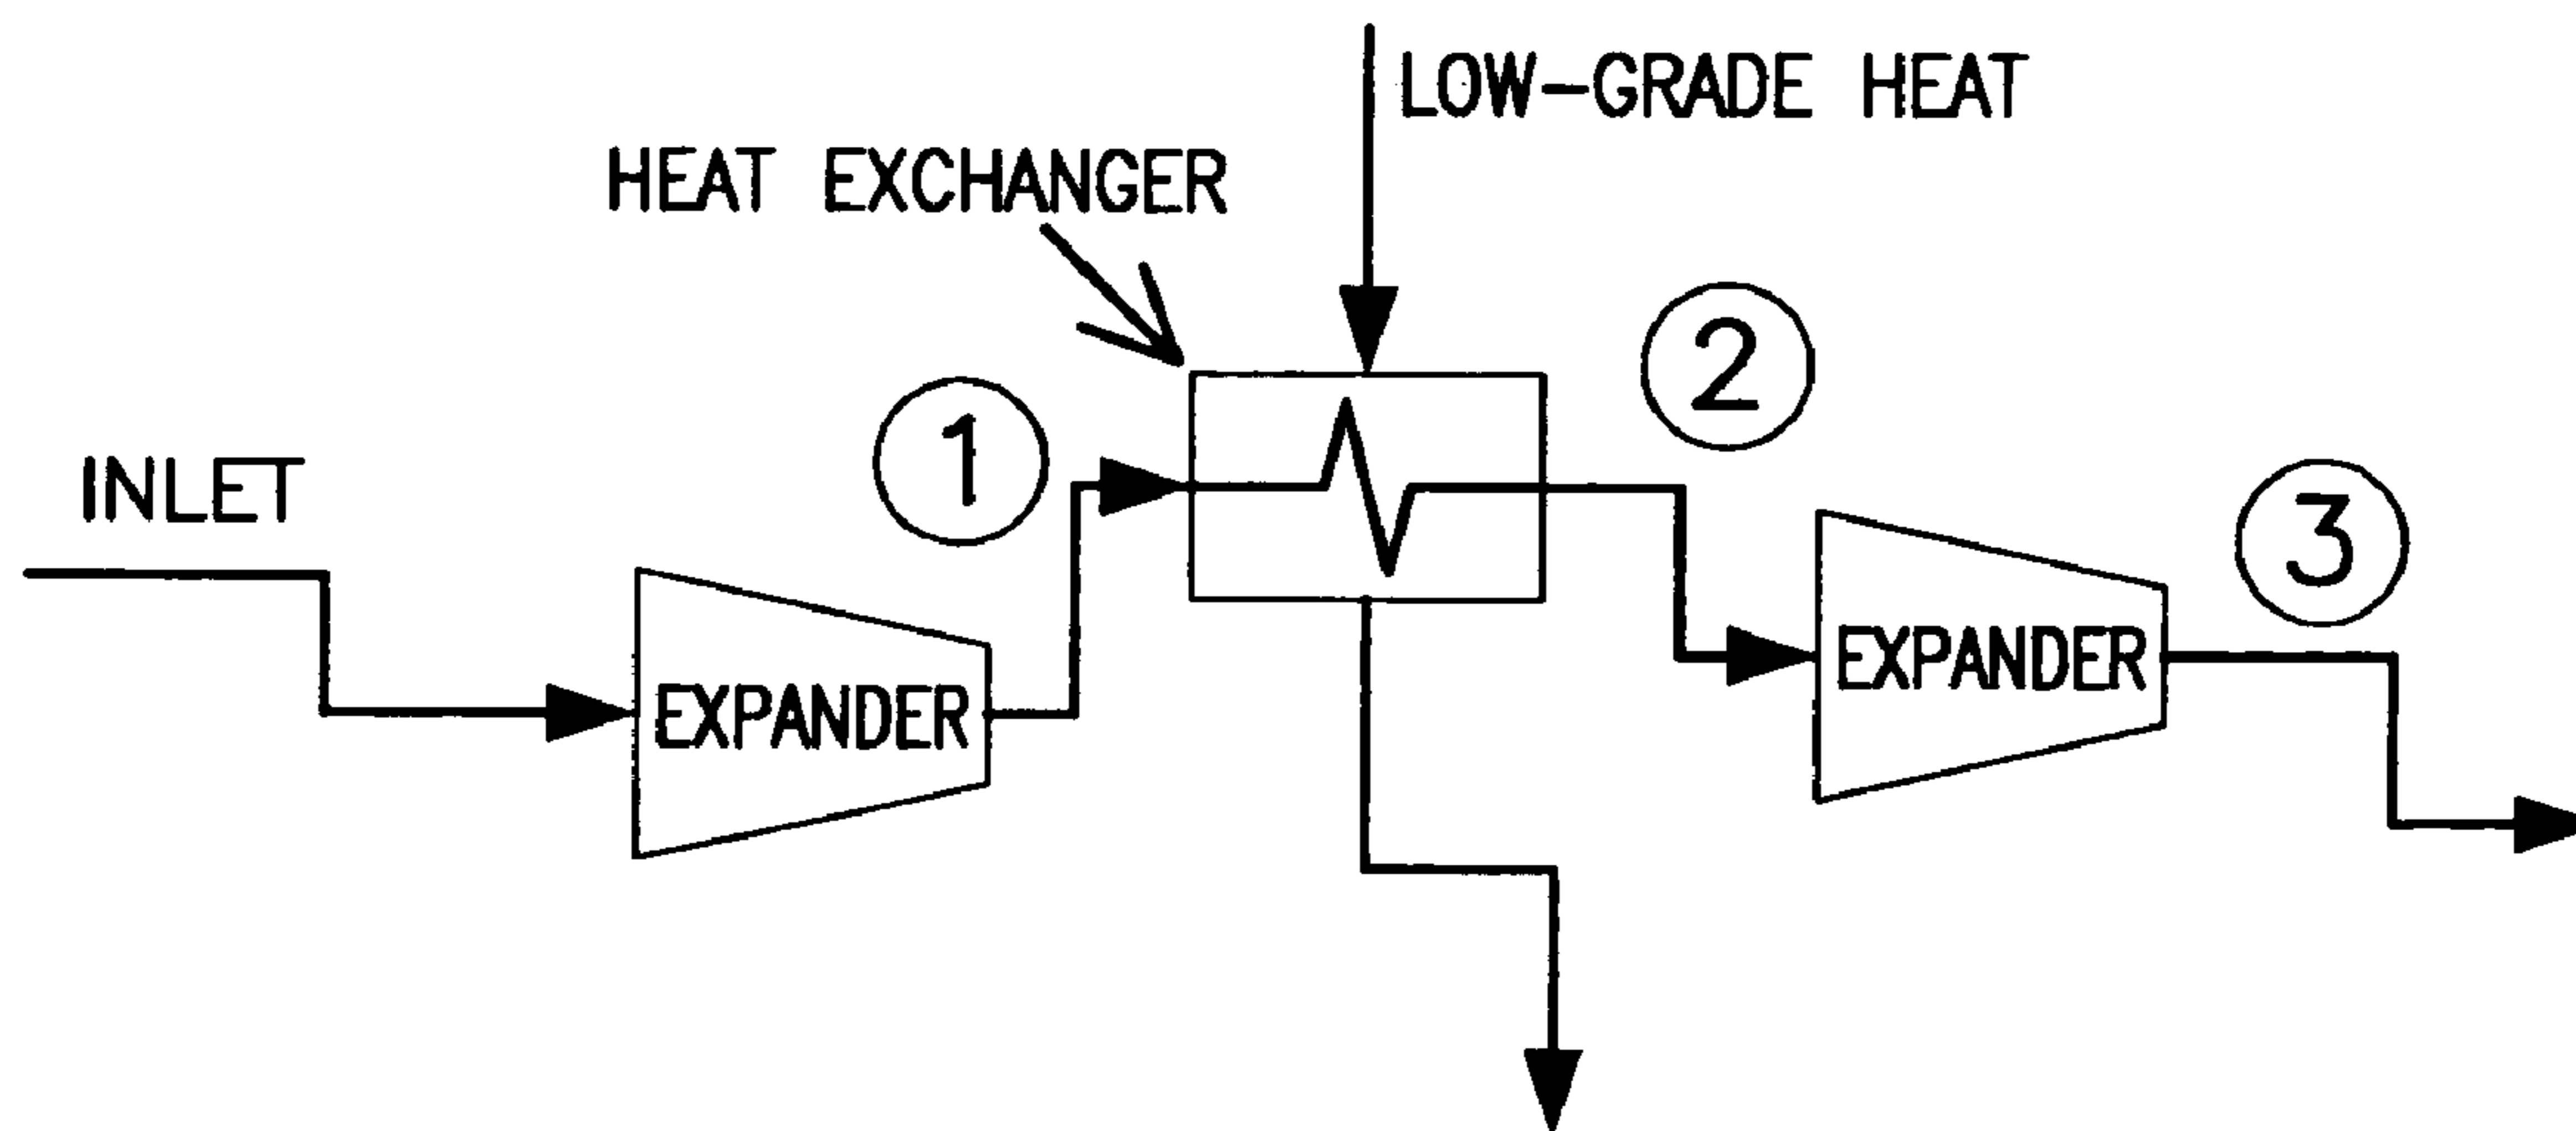 LOW-GRADE HEAT
HEAT EXCHANGER
2
1
INLET
3
EXPANDER
EXPANDER